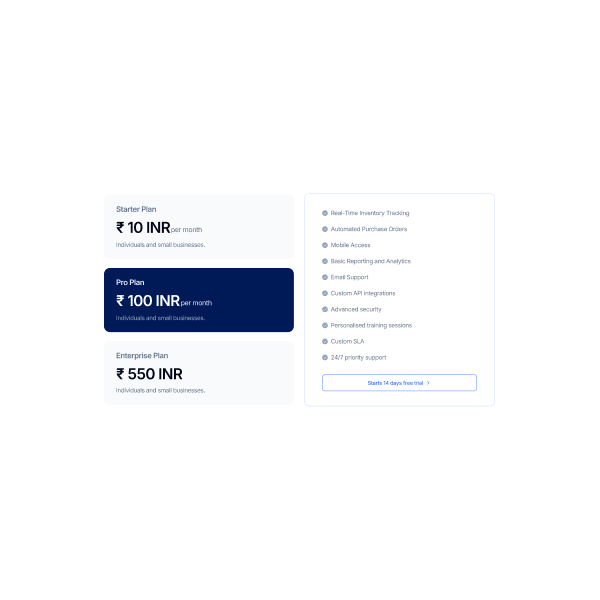 Starter Plan
₹ 10 INR per month
Individuals and small businesses.
Pro Plan
₹ 100 INR per month
Individuals and small businesses.
Enterprise Plan
₹ 550 INR
Individuals and small businesses.
Real-Time Inventory Tracking
Automated Purchase Orders
Mobile Access
Basic Reporting and Analytics
Email Support
Custom API integrations
Advanced security
Personalised training sessions
Custom SLA
24/7 priority support
Starts 14 days free trial